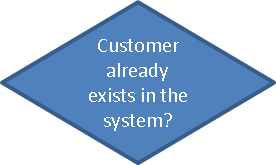 Customer
already
exists in the
system?